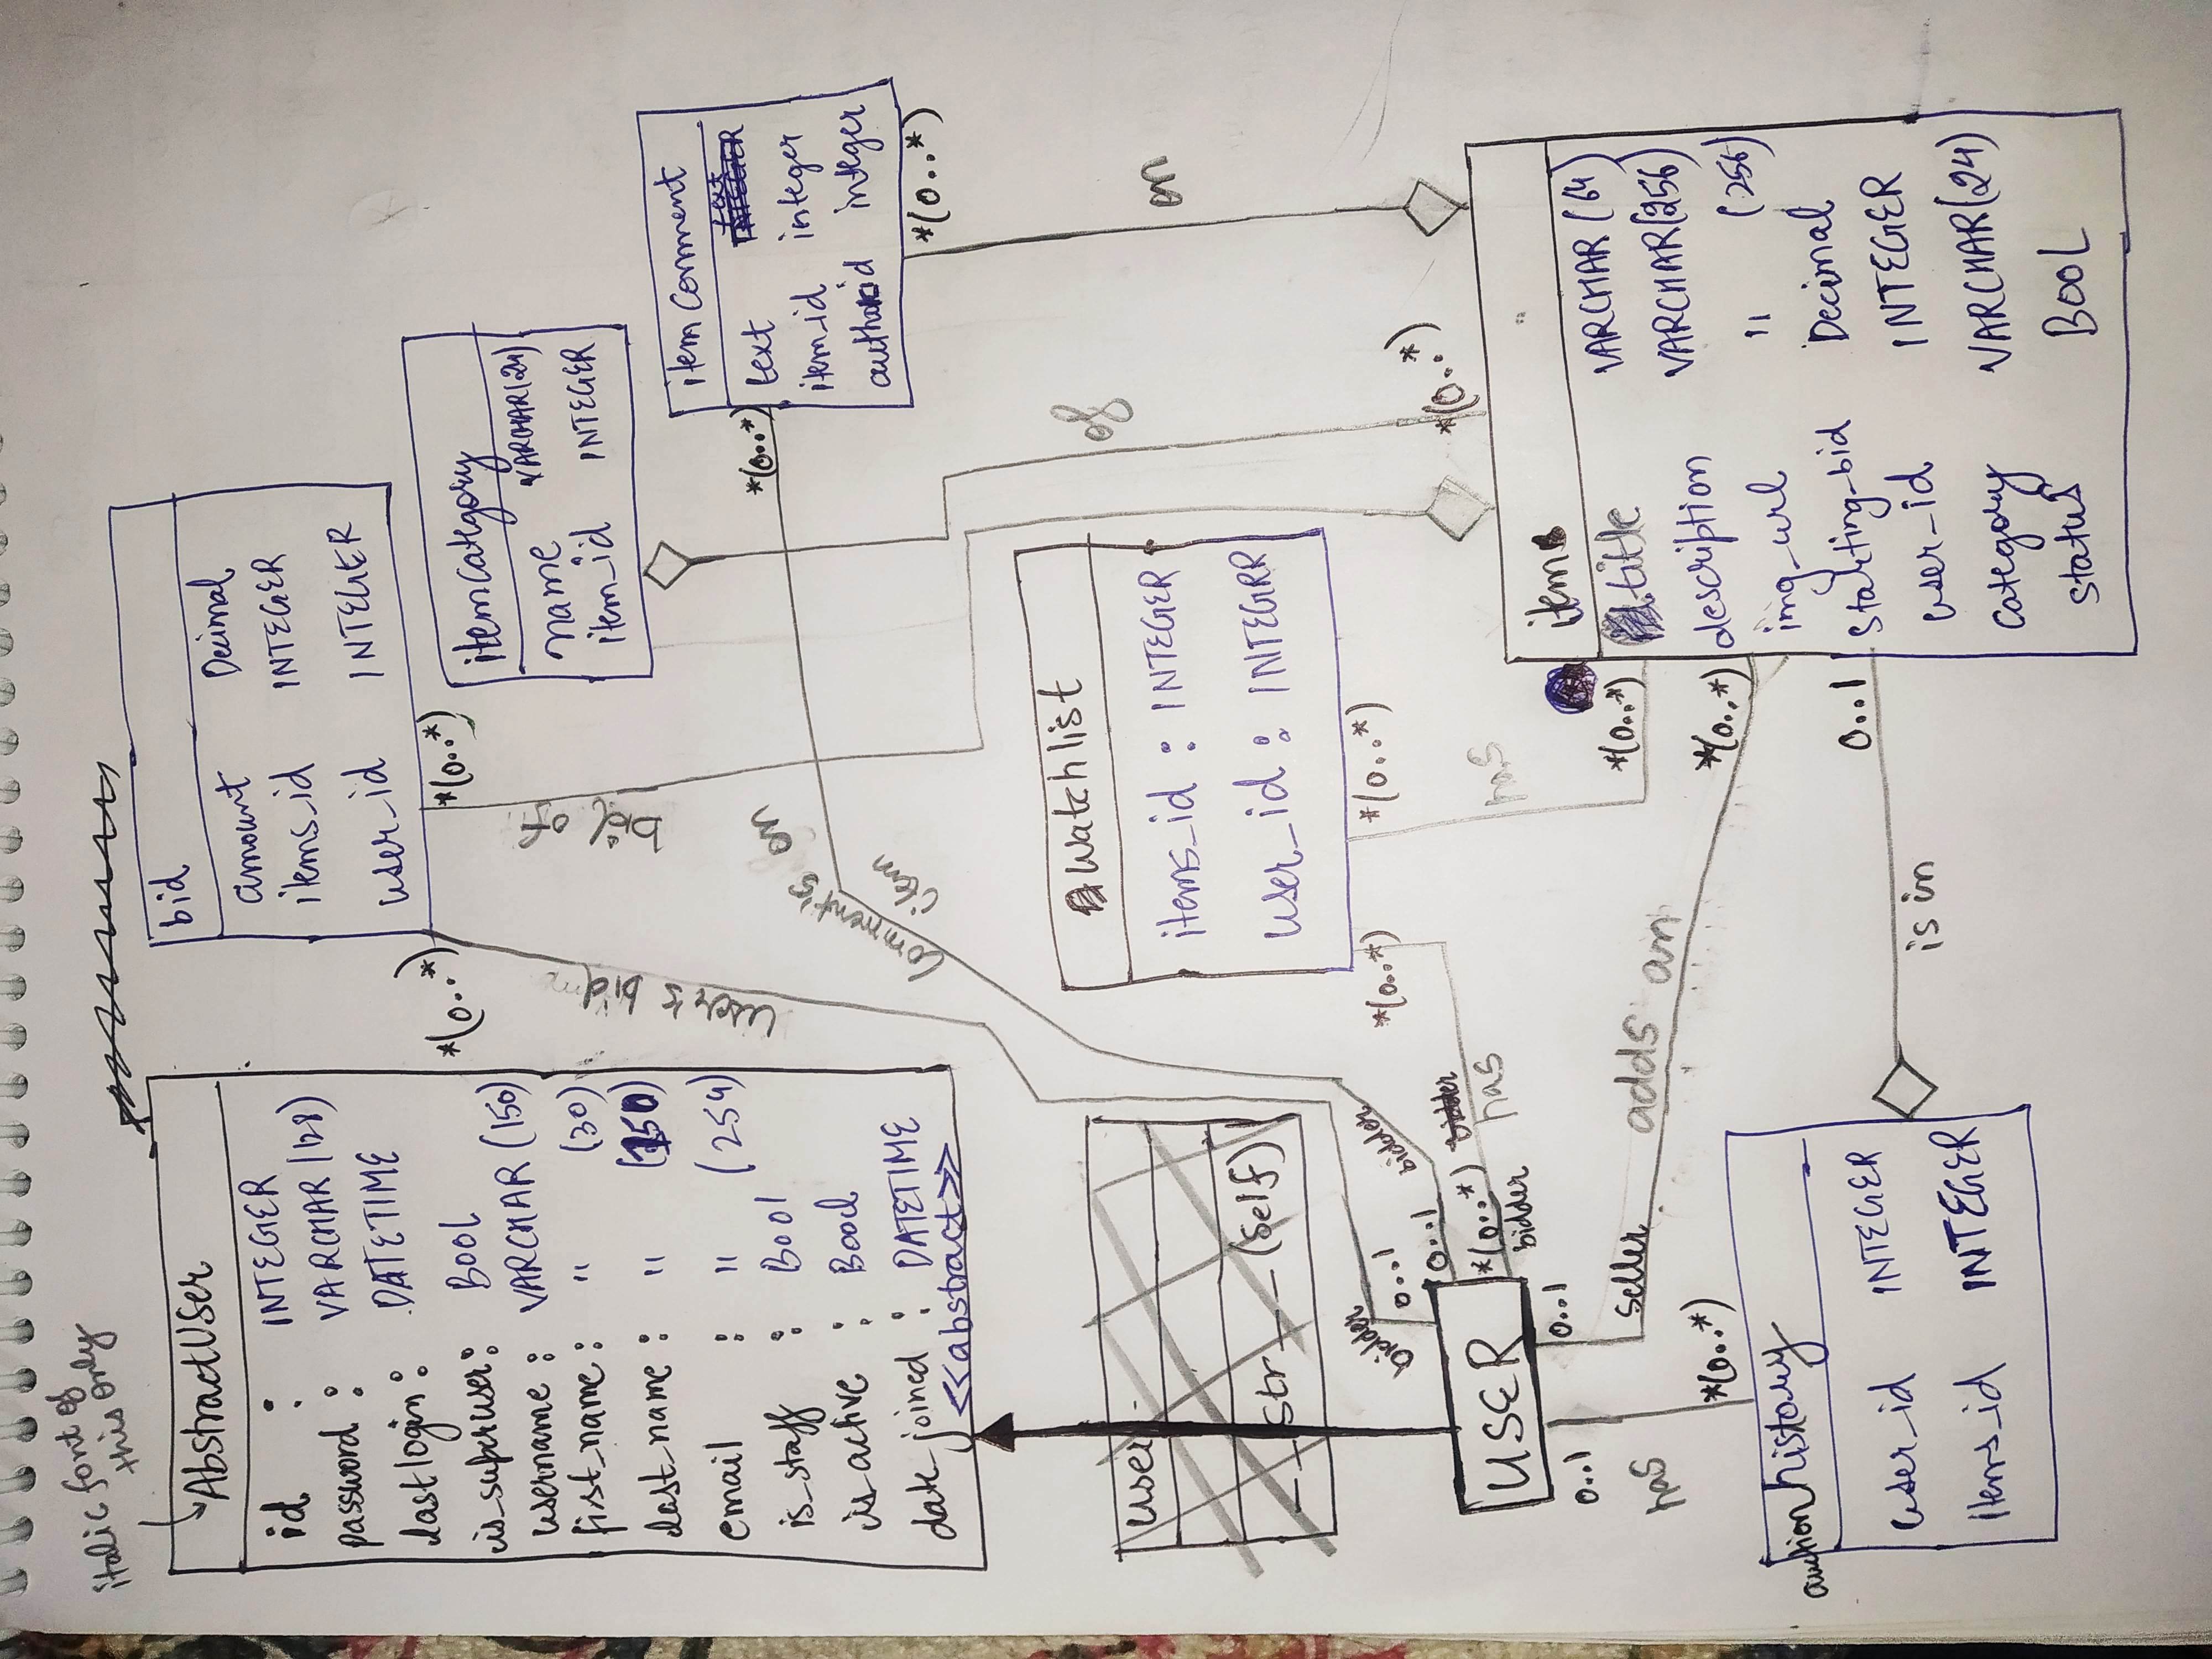 italic font of
this only
AbstractUser
id : INTEGER
password : VARCHAR (128)
last login : DATETIME
is_superuser : BOOL
username : VARCHAR (150)
first_name : " (30)
last_name : " (150)
email : " (254)
is_staff : Bool
is_active : Bool
date_joined : DATETIME
<<abstract>>
bid
amount Decimal
items_id INTEGER
user_id INTEGER
*(0..*)
*(0..*)
user's bid
bid of
itemcategory
name VARCHAR(24)
item_id INTEGER
item Comment
text text
item_id integer
authorid integer
*(0..*)
*(0..*)
Comment's on
item
user
__str__(self)
Watchlist
items_id : INTEGER
user_id : INTEGRR
of
on
bidder
0..1
bidder
0..1
*(0..*)
bidder
has
*(0..*)
*(0..*)
has
*(0..*)
USER
0..1
0..1
has
seller
adds an
*(0..*)
*(0..*)
*(0..*)
item
title VARCHAR (64)
description VARCHAR(256)
img_url " (256)
Starting_bid Decimal
user_id INTEGER
Category VARCHAR(24)
Status BOOL
auction history
user_id INTEGER
items_id INTEGER
0..1
is in